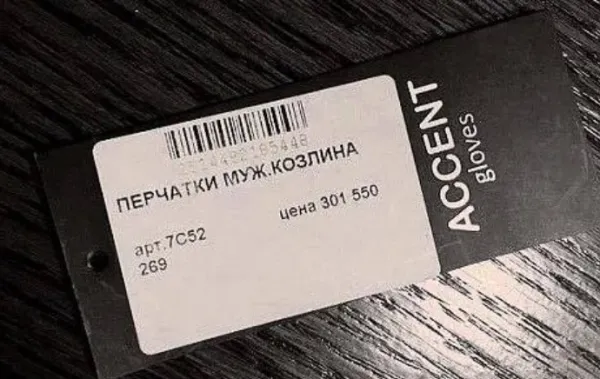 ПЕРЧАТКИ МУЖ.КОЗЛИНА
арт.7С52
269
цена 301 550
ACCENT
gloves